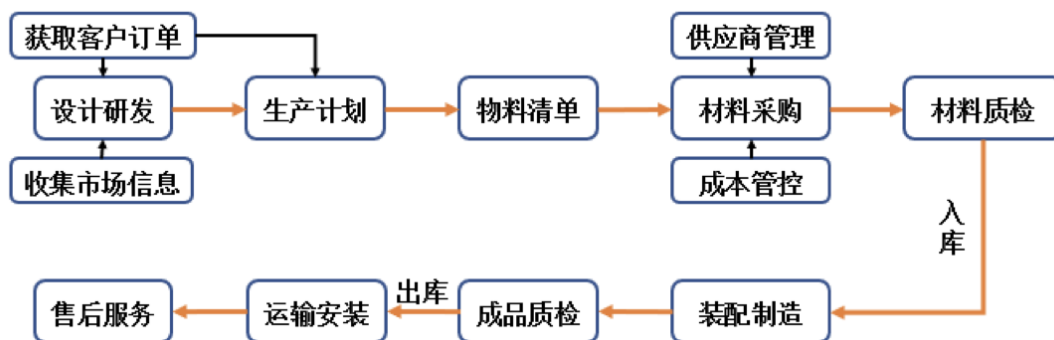 获取客户订单
供应商管理
设计研发
生产计划
物料清单
材料采购
材料质检
收集市场信息
成本管控
入库
售后服务
运输安装
出库
成品质检
装配制造